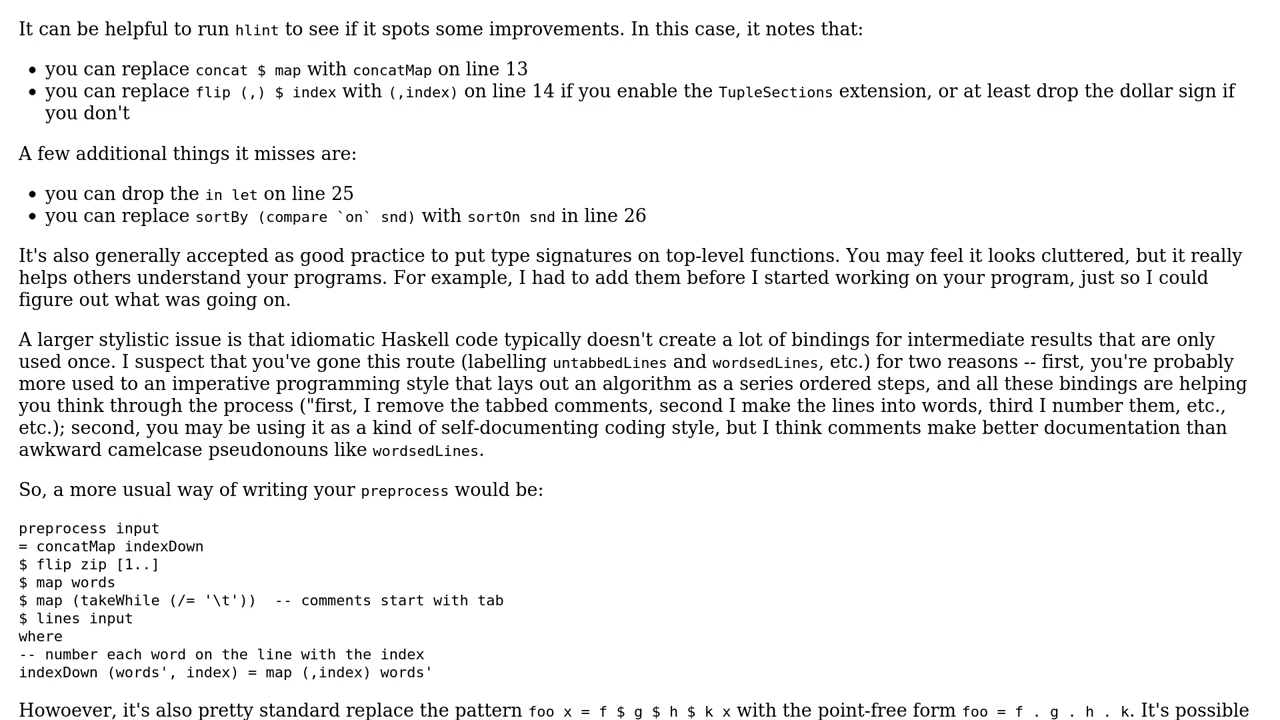 It can be helpful to run hlint to see if it spots some improvements. In this case, it notes that:
• you can replace concat $ map with concatMap on line 13
• you can replace flip (,) $ index with (,index) on line 14 if you enable the TupleSections extension, or at least drop the dollar sign if
you don't
A few additional things it misses are:
• you can drop the in let on line 25
• you can replace sortBy (compare `on` snd) with sortOn snd in line 26
It's also generally accepted as good practice to put type signatures on top-level functions. You may feel it looks cluttered, but it really
helps others understand your programs. For example, I had to add them before I started working on your program, just so I could
figure out what was going on.
A larger stylistic issue is that idiomatic Haskell code typically doesn't create a lot of bindings for intermediate results that are only
used once. I suspect that you've gone this route (labelling untabbedLines and wordsedLines, etc.) for two reasons -- first, you're probably
more used to an imperative programming style that lays out an algorithm as a series ordered steps, and all these bindings are helping
you think through the process ("first, I remove the tabbed comments, second I make the lines into words, third I number them, etc.,
etc.); second, you may be using it as a kind of self-documenting coding style, but I think comments make better documentation than
awkward camelcase pseudonouns like wordsedLines.
So, a more usual way of writing your preprocess would be:
preprocess input
= concatMap indexDown
$ flip zip [1..]
$ map words
$ map (takeWhile (/= '\t'))  -- comments start with tab
$ lines input
where
-- number each word on the line with the index
indexDown (words', index) = map (,index) words'
Howoever, it's also pretty standard replace the pattern foo x = f $ g $ h $ k x with the point-free form foo = f . g . h . k. It's possible